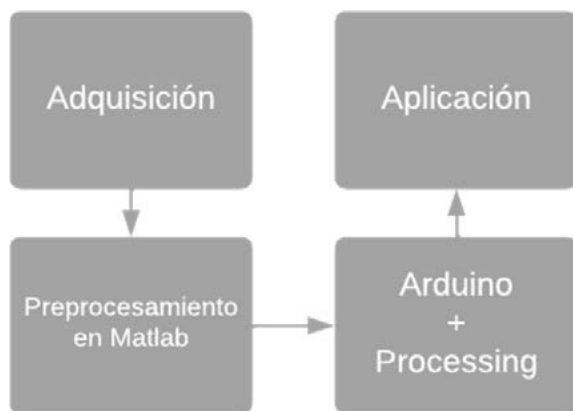 Adquisición
Preprocesamiento
en Matlab
Arduino
+
Processing
Aplicación